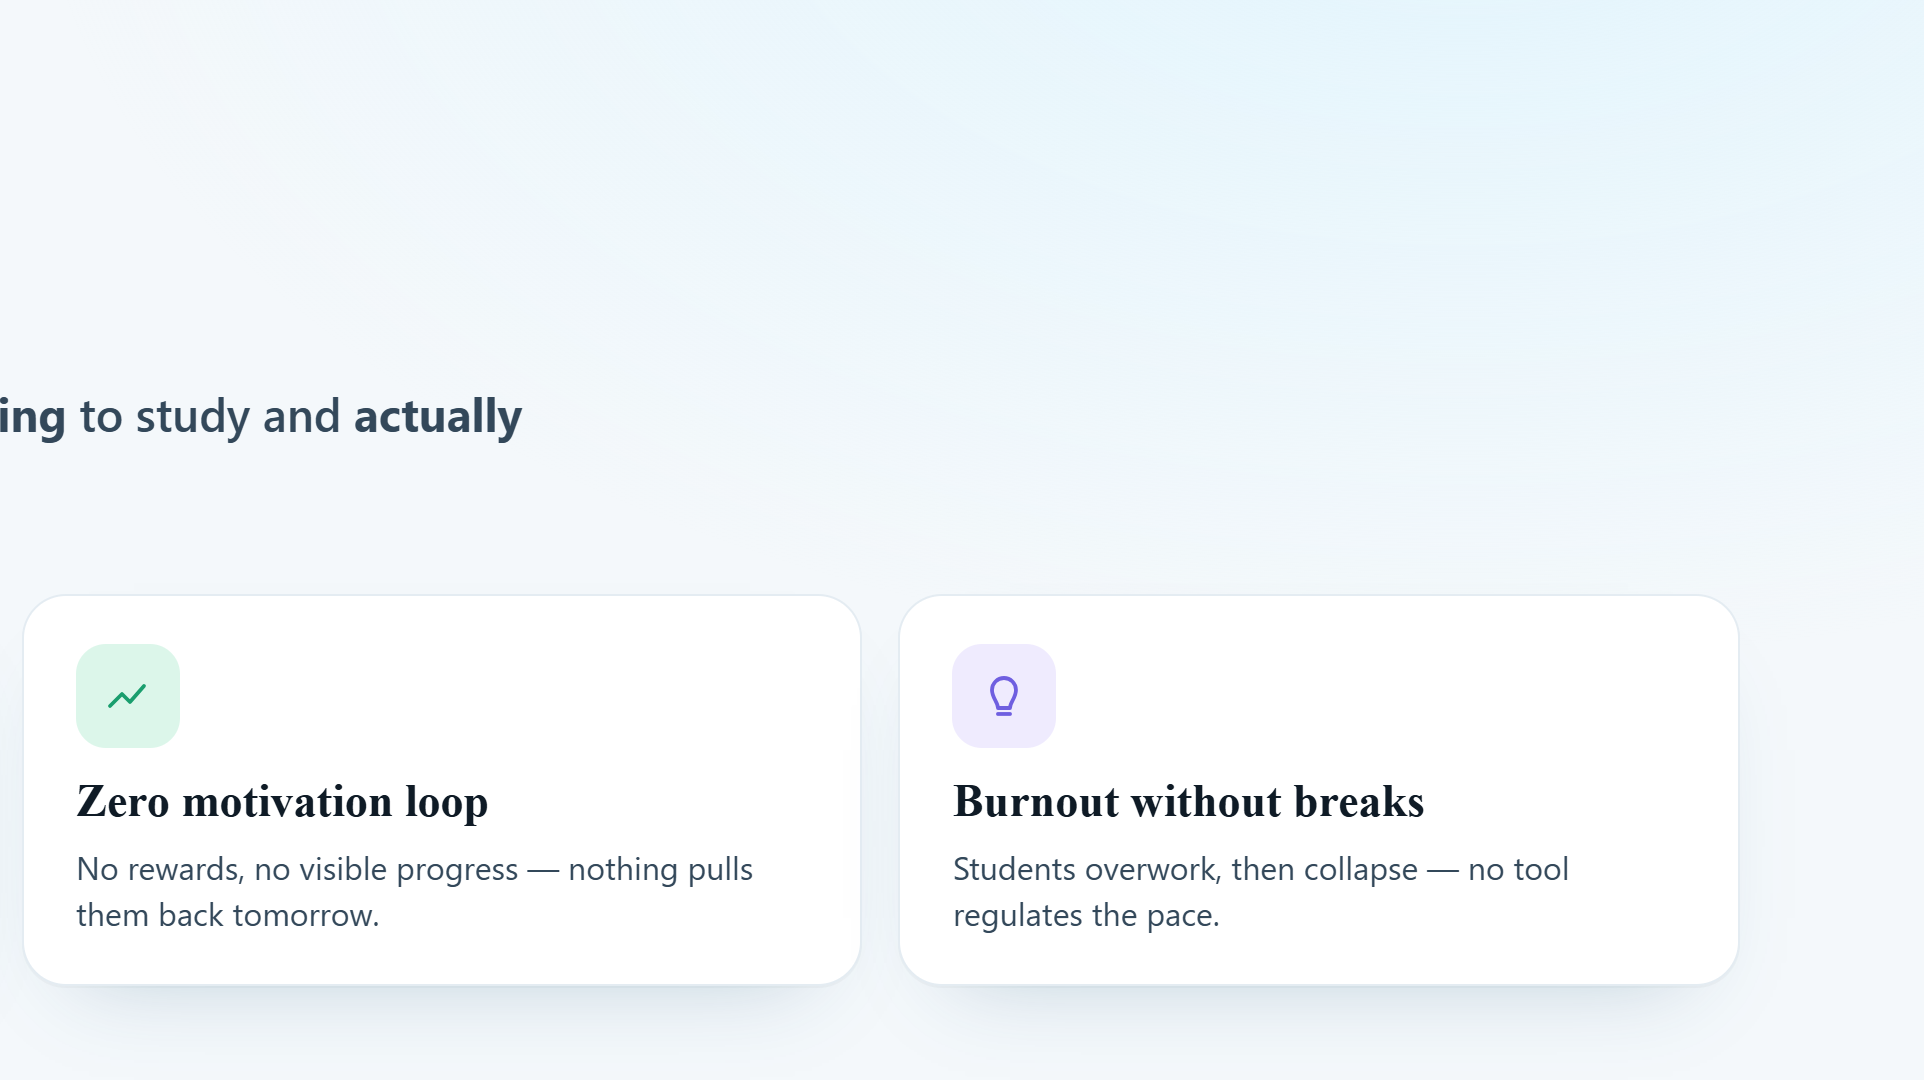 ing to study and actually
Zero motivation loop
No rewards, no visible progress — nothing pulls
them back tomorrow.
Burnout without breaks
Students overwork, then collapse — no tool
regulates the pace.